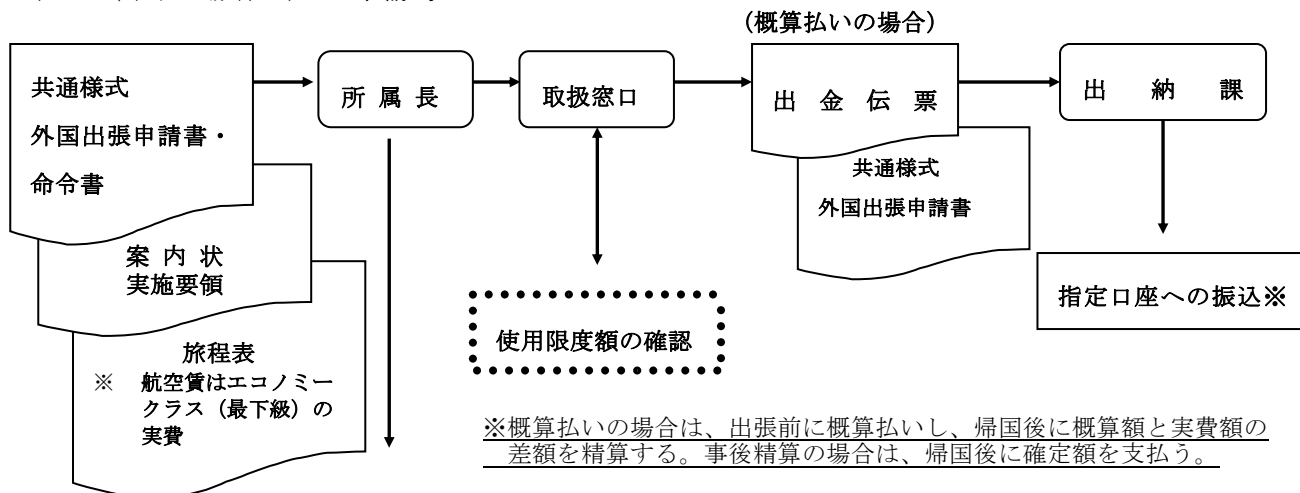 (概算払いの場合)
共通様式
外国出張申請書・
命令書
所属長
取扱窓口
出金伝票
出納課
共通様式
外国出張申請書
案内状
実施要領
使用限度額の確認
指定口座への振込※
旅程表
※ 航空賃はエコノミー
クラス（最下級）の
実費
※概算払いの場合は、出張前に概算払いし、帰国後に概算額と実費額の
差額を精算する。事後精算の場合は、帰国後に確定額を支払う。